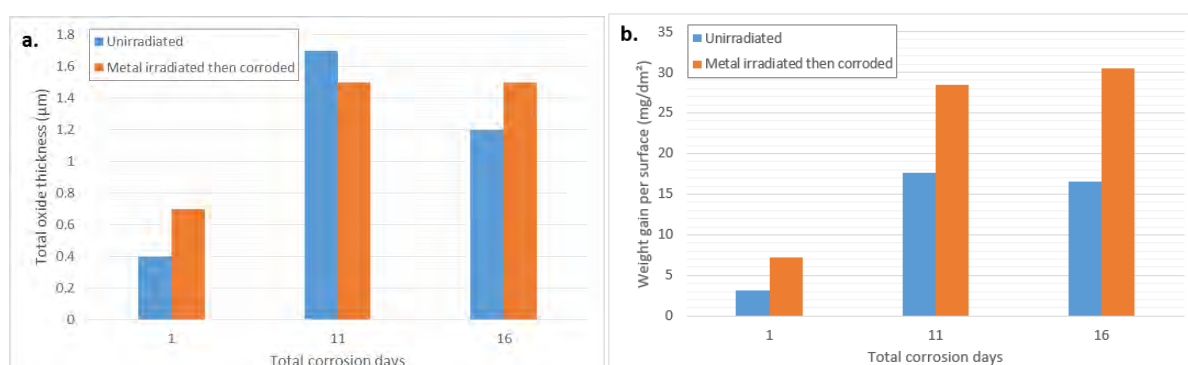 a.
Unirradiated
Metal irradiated then corroded
Total oxide thickness (µm)
1.8
1.6
1.4
1.2
1
0.8
0.6
0.4
0.2
0
1
11
16
Total corrosion days
b.
Unirradiated
Metal irradiated then corroded
Weight gain per surface (mg/dm²)
35
30
25
20
15
10
5
0
1
11
16
Total corrosion days